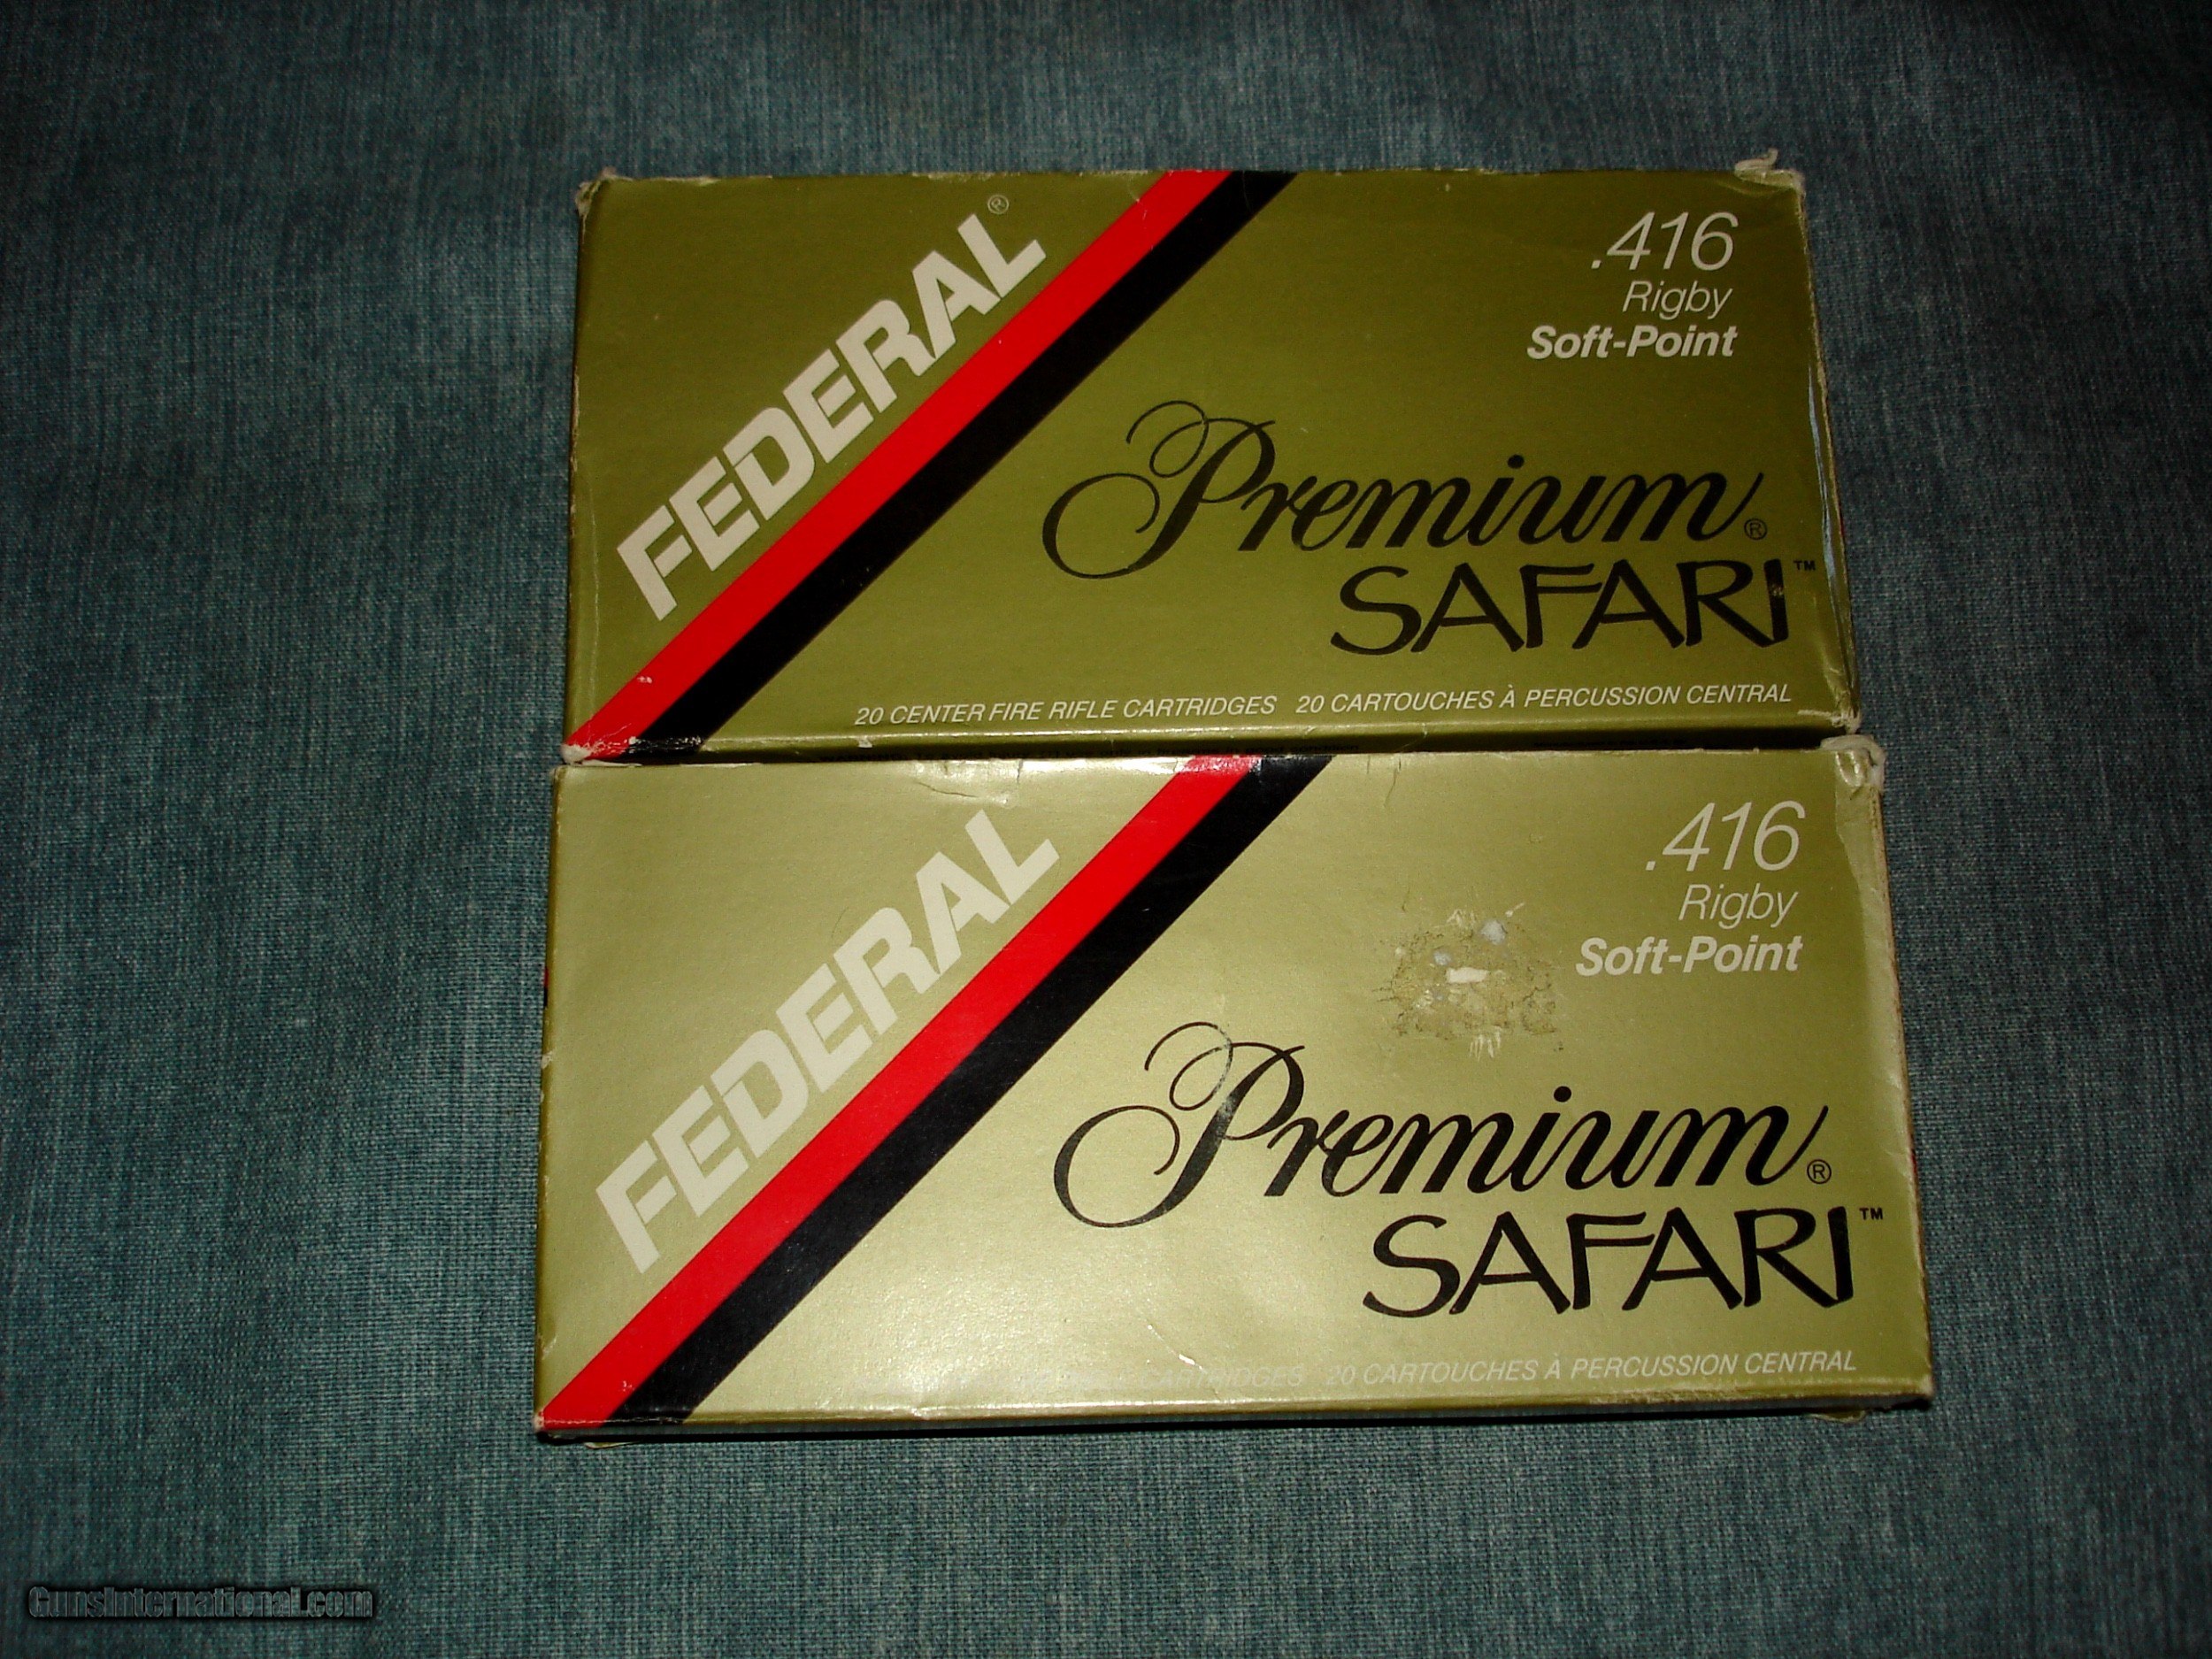 FEDERAL®
.416
Rigby
Soft-Point
Premium®
SAFARI™
20 CENTER FIRE RIFLE CARTRIDGES 20 CARTOUCHES À PERCUSSION CENTRAL
FEDERAL
.416
Rigby
Soft-Point
Premium®
SAFARI™
CARTRIDGES 20 CARTOUCHES À PERCUSSION CENTRAL
GunsInternational.com